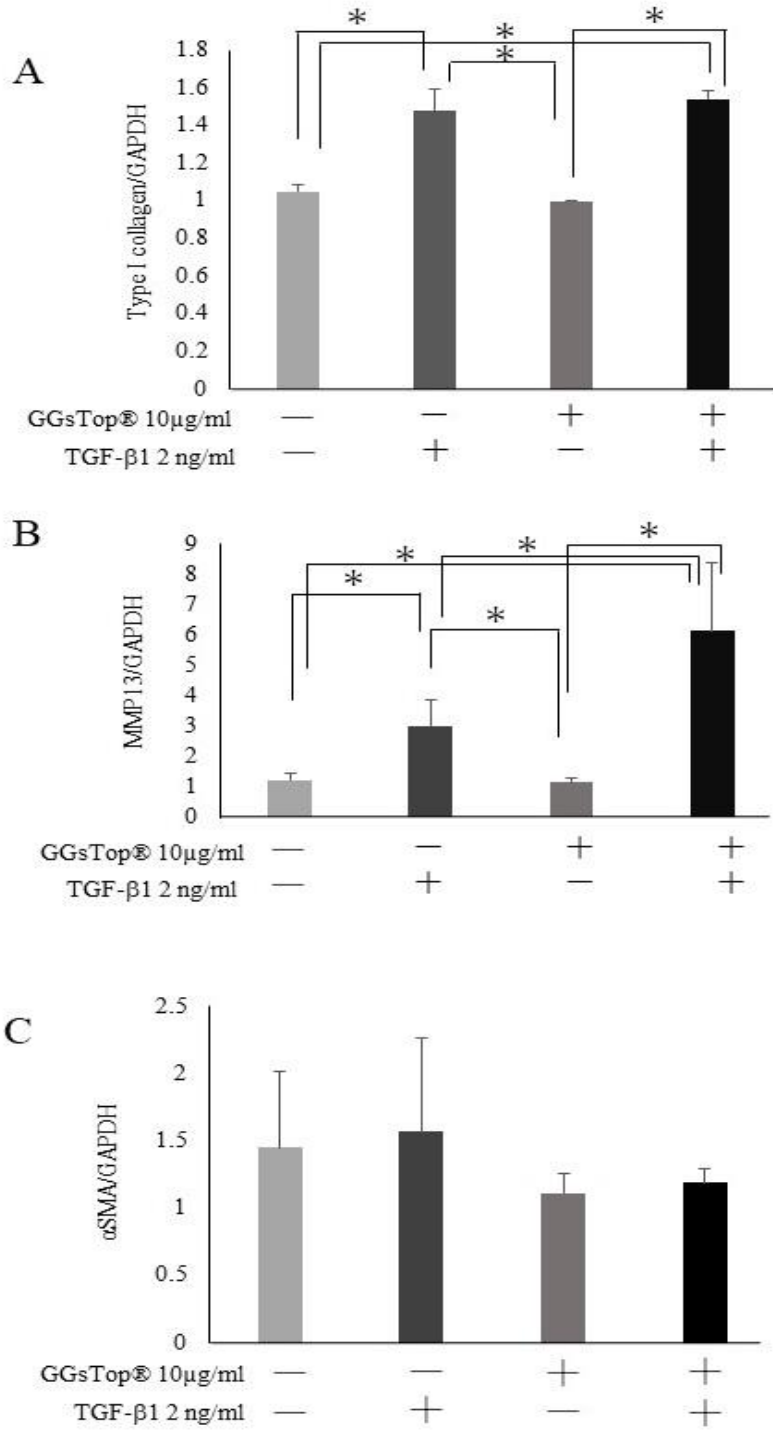 A
Type I collagen/GAPDH
1.8
1.6
1.4
1.2
1
0.8
0.6
0.4
0.2
0
* * * *
GGsTop® 10µg/ml — — + +
TGF-β1 2 ng/ml — + — +
B
MMP13/GAPDH
9
8
7
6
5
4
3
2
1
0
* * * * *
GGsTop® 10µg/ml — — + +
TGF-β1 2 ng/ml — + — +
C
αSMA/GAPDH
2.5
2
1.5
1
0.5
0
GGsTop® 10µg/ml — — + +
TGF-β1 2 ng/ml — + — +